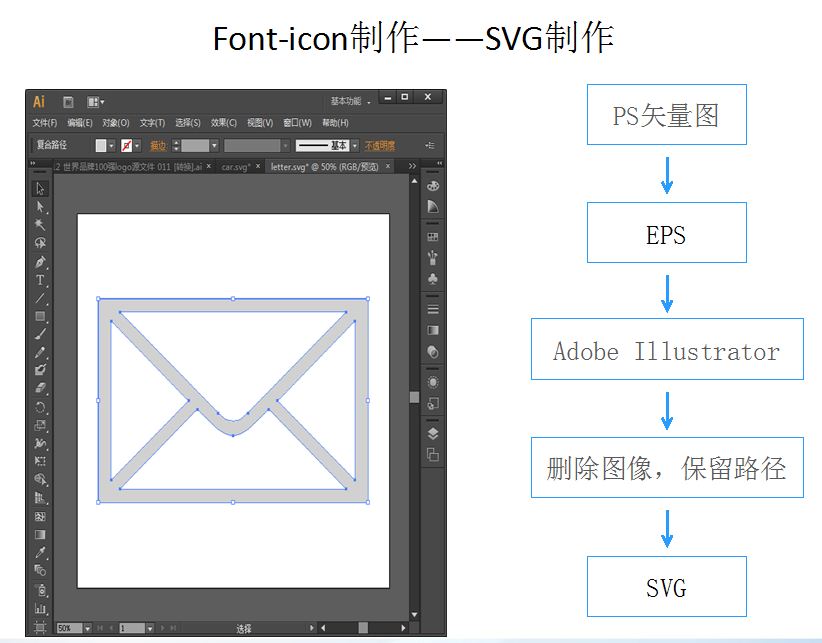 Font-icon制作——SVG制作
Ai
基本功能
文件(F) 编辑(E) 对象(O) 文字(T) 选择(S) 效果(C) 视图(V) 窗口(W) 帮助(H)
复合路径 描边 基本 不透明度
.2 世界品牌100强logo源文件 011 [转换].ai × car.svg* × letter.svg* @ 50% (RGB/预览) ×
50% 1 选择
PS矢量图
EPS
Adobe Illustrator
删除图像，保留路径
SVG